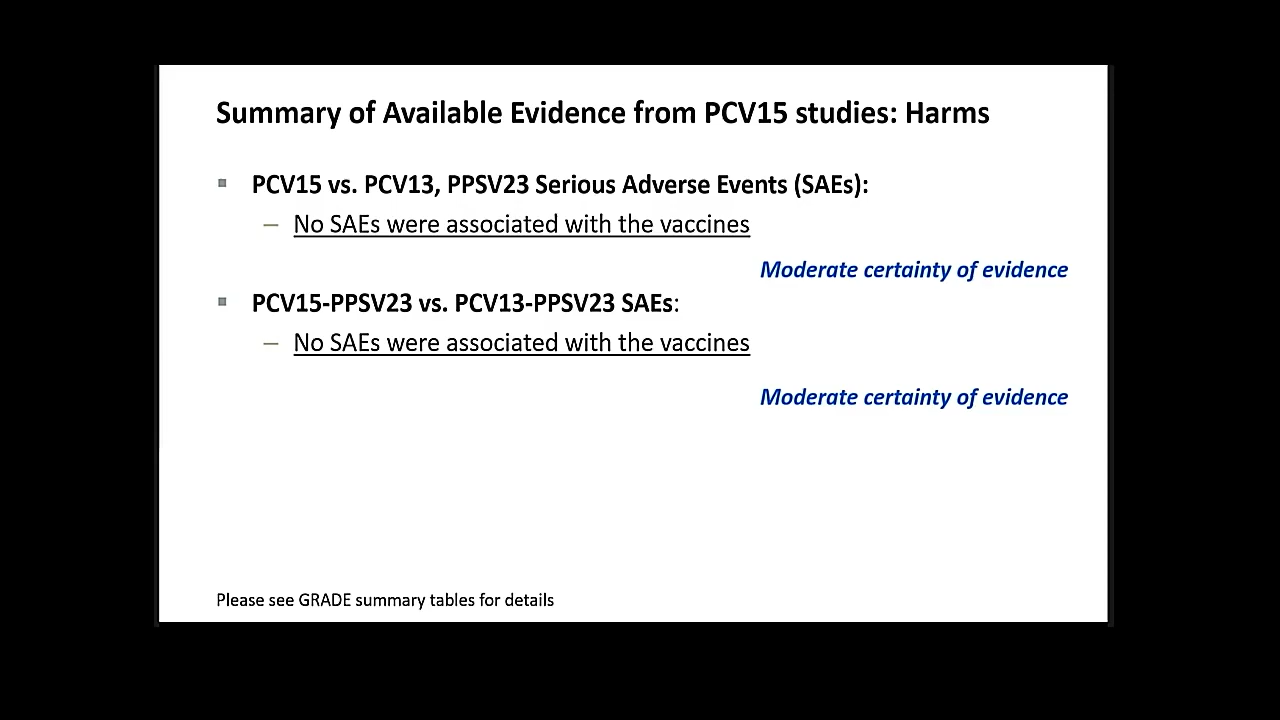 Summary of Available Evidence from PCV15 studies: Harms
▪ PCV15 vs. PCV13, PPSV23 Serious Adverse Events (SAEs):
– No SAEs were associated with the vaccines
Moderate certainty of evidence
▪ PCV15-PPSV23 vs. PCV13-PPSV23 SAEs:
– No SAEs were associated with the vaccines
Moderate certainty of evidence
Please see GRADE summary tables for details